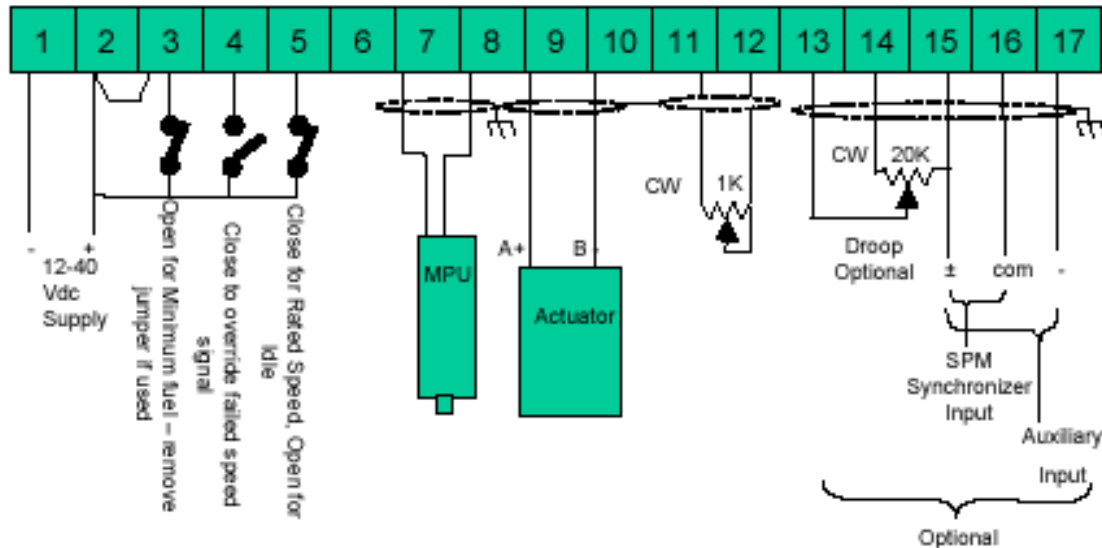 1 2 3 4 5 6 7 8 9 10 11 12 13 14 15 16 17
- +
12-40
Vdc
Supply
Open for Minimum fuel – remove
jumper if used
Close to override failed speed
signal
Close for Rated Speed, Open for
Idle
MPU
A+ B -
Actuator
CW 1K
CW 20K
Droop
Optional
± com -
SPM
Synchronizer
Input
Auxiliary
Input
Optional